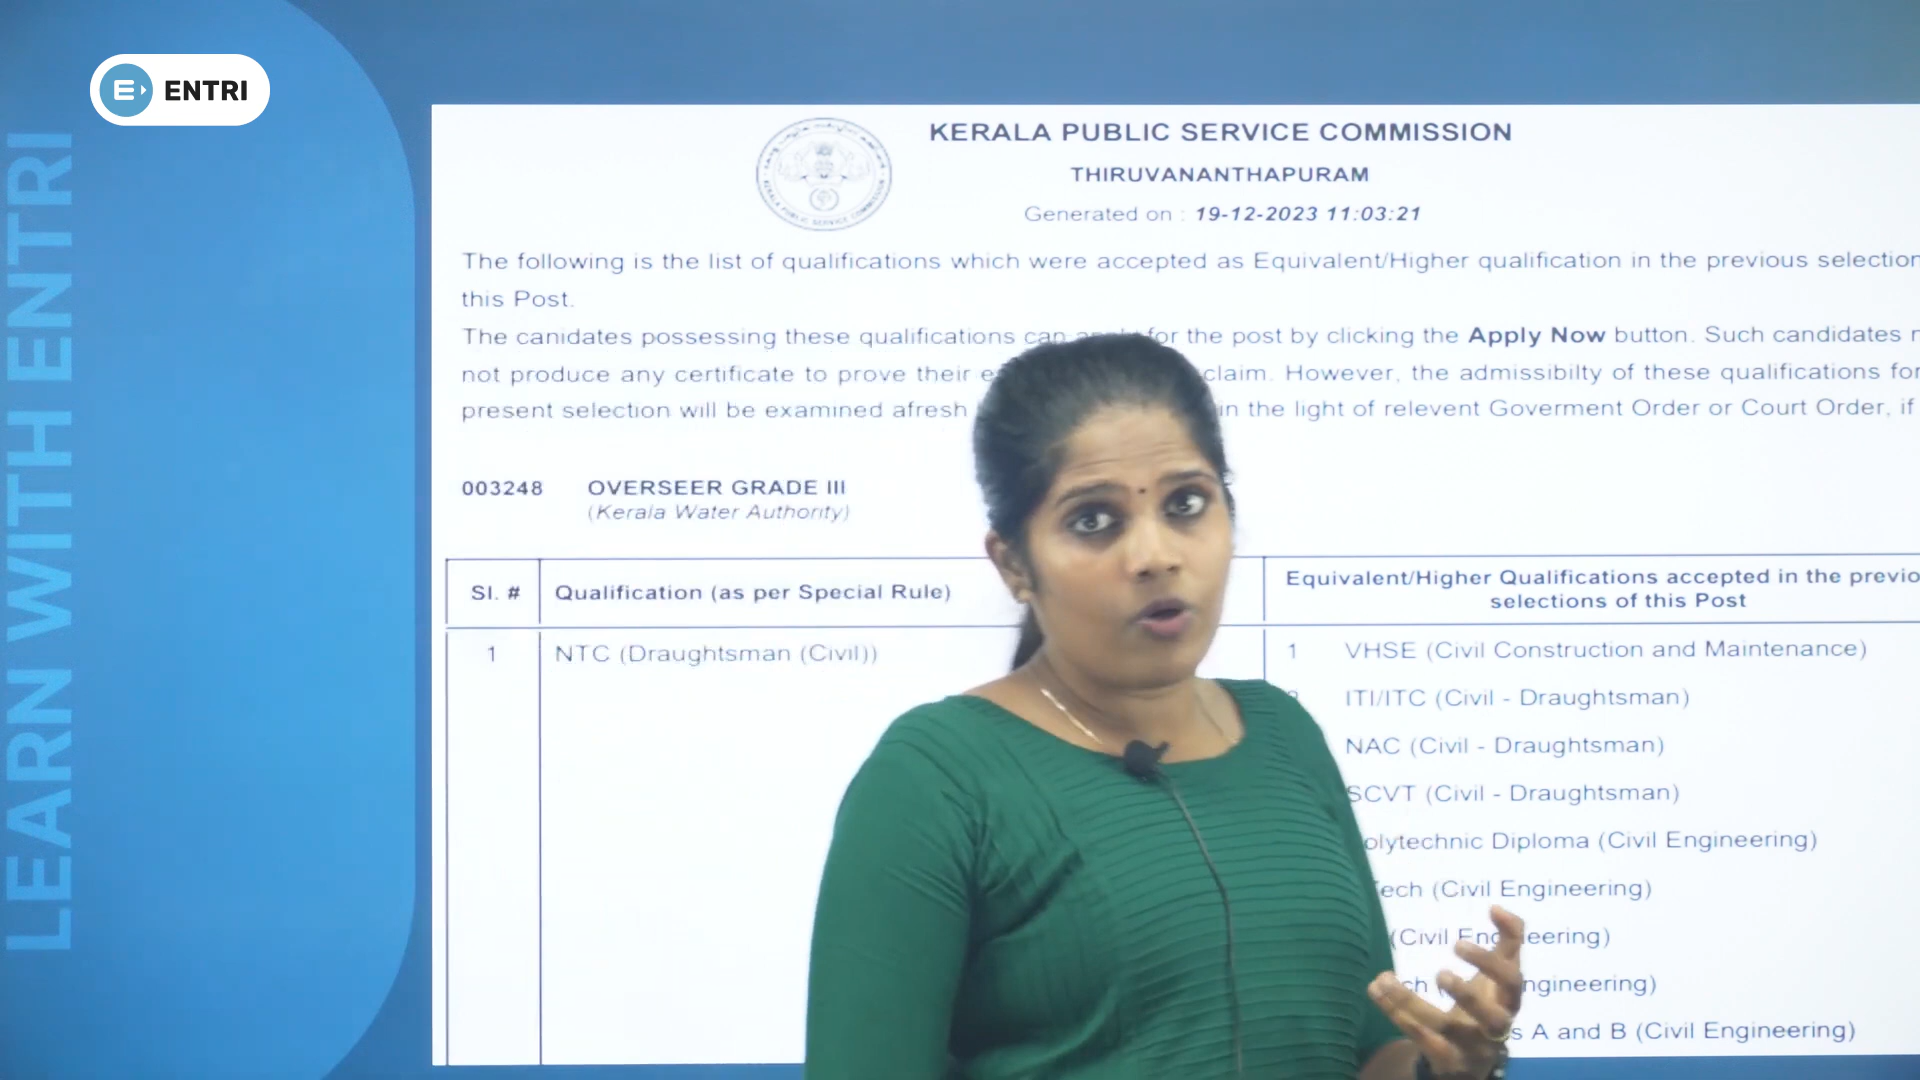 ENTRI
LEARN WITH ENTRI
KERALA PUBLIC SERVICE COMMISSION
THIRUVANANTHAPURAM
Generated on : 19-12-2023 11:03:21
The following is the list of qualifications which were accepted as Equivalent/Higher qualification in the previous selection
this Post.
The canidates possessing these qualifications can for the post by clicking the Apply Now button. Such candidates
not produce any certificate to prove their claim. However, the admissibilty of these qualifications for
present selection will be examined afresh in the light of relevent Goverment Order or Court Order, if
003248 OVERSEER GRADE III
(Kerala Water Authority)
Sl. # Qualification (as per Special Rule) Equivalent/Higher Qualifications accepted in the
selections of this Post
1 NTC (Draughtsman (Civil)) 1 VHSE (Civil Construction and Maintenance)
ITI/ITC (Civil - Draughtsman)
NAC (Civil - Draughtsman)
SCVT (Civil - Draughtsman)
Diploma (Civil Engineering)
(Civil Engineering)
(Civil Engineering)
A and B (Civil Engineering)